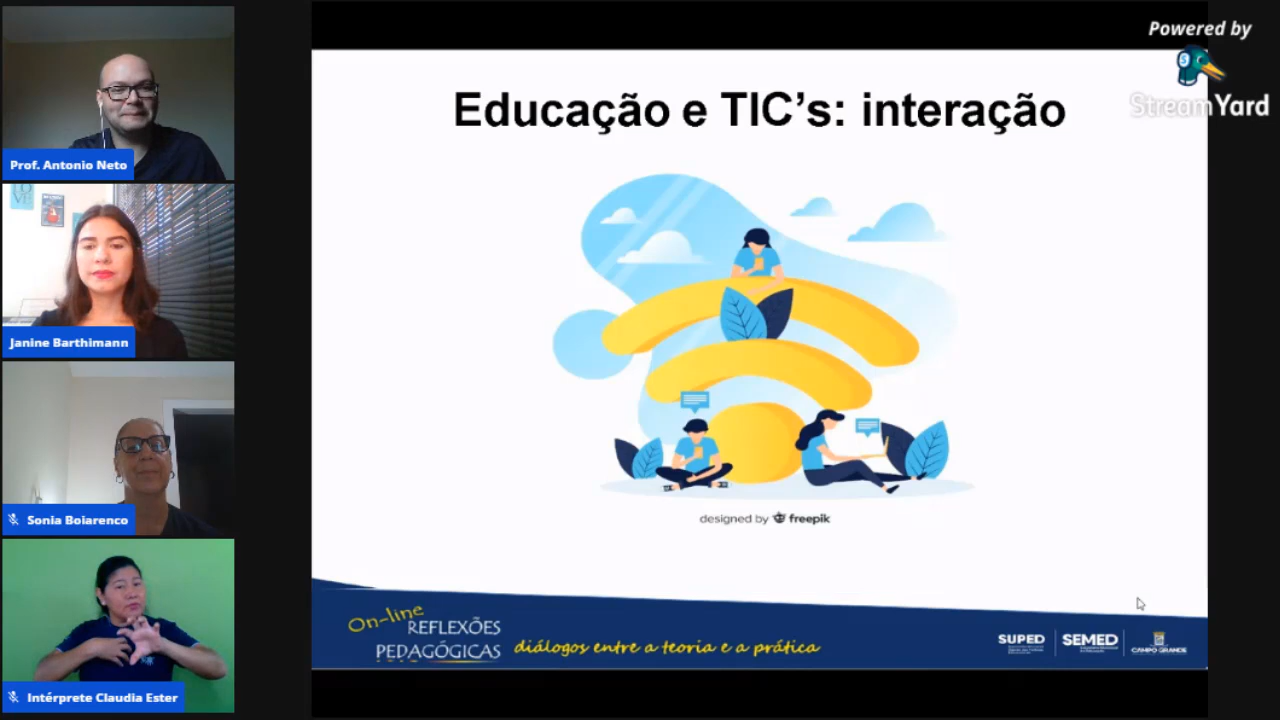 Powered by
StreamYard
Prof. Antonio Neto
Janine Barthimann
Sonia Boiarenco
Intérprete Claudia Ester
Educação e TIC's: interação
designed by freepik
On-line
REFLEXÕES
PEDAGÓGICAS
diálogos entre a teoria e a prática
SUPED
SEMED
CAMPO GRANDE